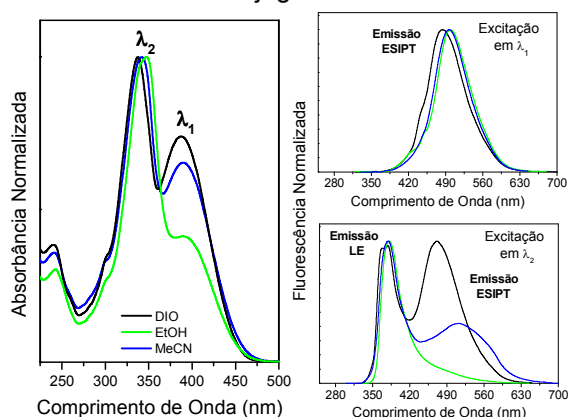 Absorbância Normalizada
λ2
λ1
DIO
EtOH
MeCN
250 300 350 400 450 500
Comprimento de Onda (nm)
Fluorescência Normalizada
Emissão
ESIPT
Excitação
em λ1
280 350 420 490 560 630 700
Comprimento de Onda (nm)
Emissão
LE
Excitação
em λ2
Emissão
ESIPT
280 350 420 490 560 630 700
Comprimento de Onda (nm)